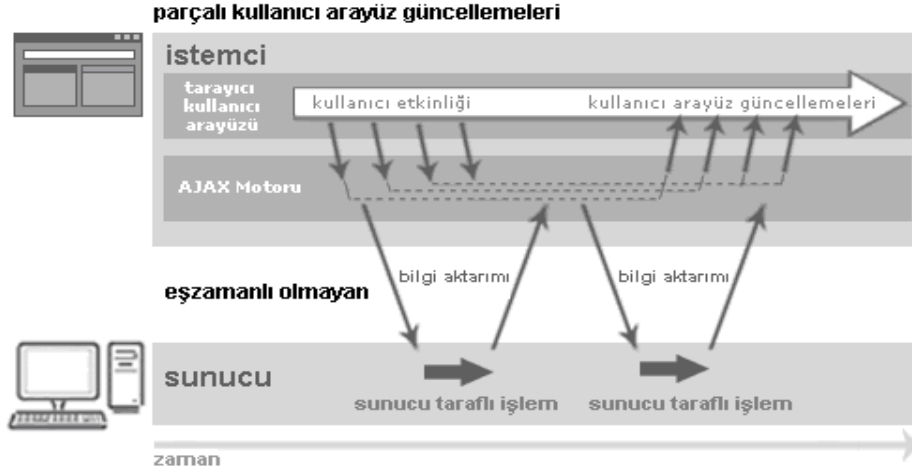 parçalı kullanıcı arayüz güncellemeleri
istemci
tarayıcı
kullanıcı
arayüzü
kullanıcı etkinliği
kullanıcı arayüz güncellemeleri
AJAX Motoru
bilgi aktarımı
bilgi aktarımı
eşzamanlı olmayan
sunucu
sunucu taraflı işlem
sunucu taraflı işlem
zaman